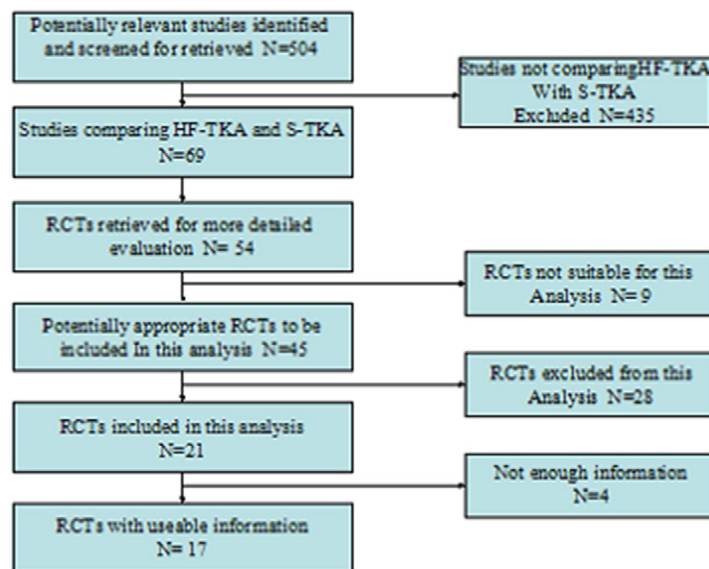 Potentially relevant studies identified
and screened for retrieved N=504
Studies not comparingHF-TKA
With S-TKA
Excluded N=435
Studies comparing HF-TKA and S-TKA
N=69
RCTs retrieved for more detailed
evaluation N= 54
RCTs not suitable for this
Analysis N= 9
Potentially appropriate RCTs to be
included In this analysis N=45
RCTs excluded from this
Analysis N=28
RCTs included in this analysis
N=21
Not enough information
N=4
RCTs with useable information
N= 17